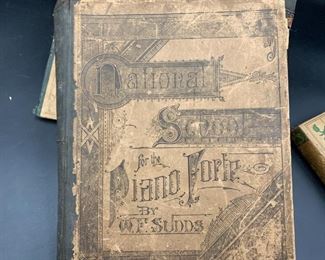 National
School
for the
Piano Forte
BY
W.F. SUDDS